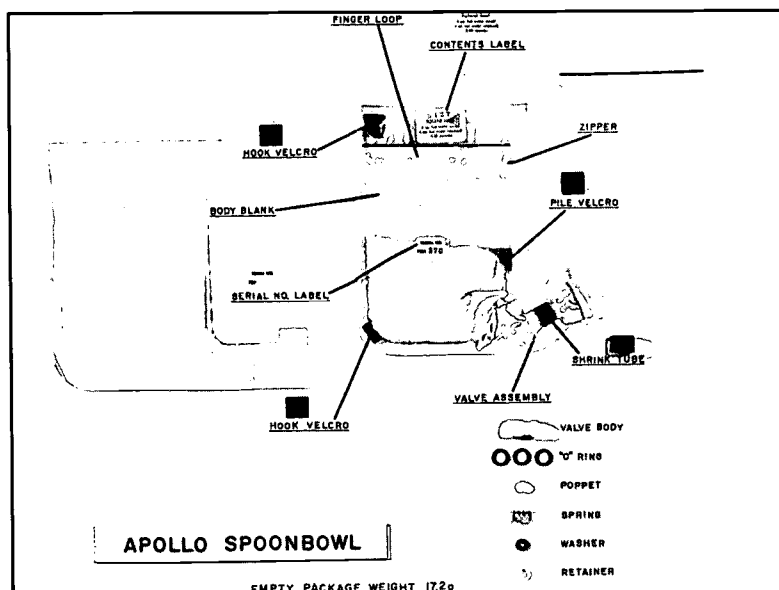 FINGER LOOP
CONTENTS LABEL
HOOK VELCRO
ZIPPER
BODY BLANK
PILE VELCRO
SERIAL NO. LABEL
SHRINK TUBE
VALVE ASSEMBLY
HOOK VELCRO
VALVE BODY
"O" RING
POPPET
SPRING
WASHER
RETAINER
APOLLO SPOONBOWL
EMPTY PACKAGE WEIGHT 17.2g